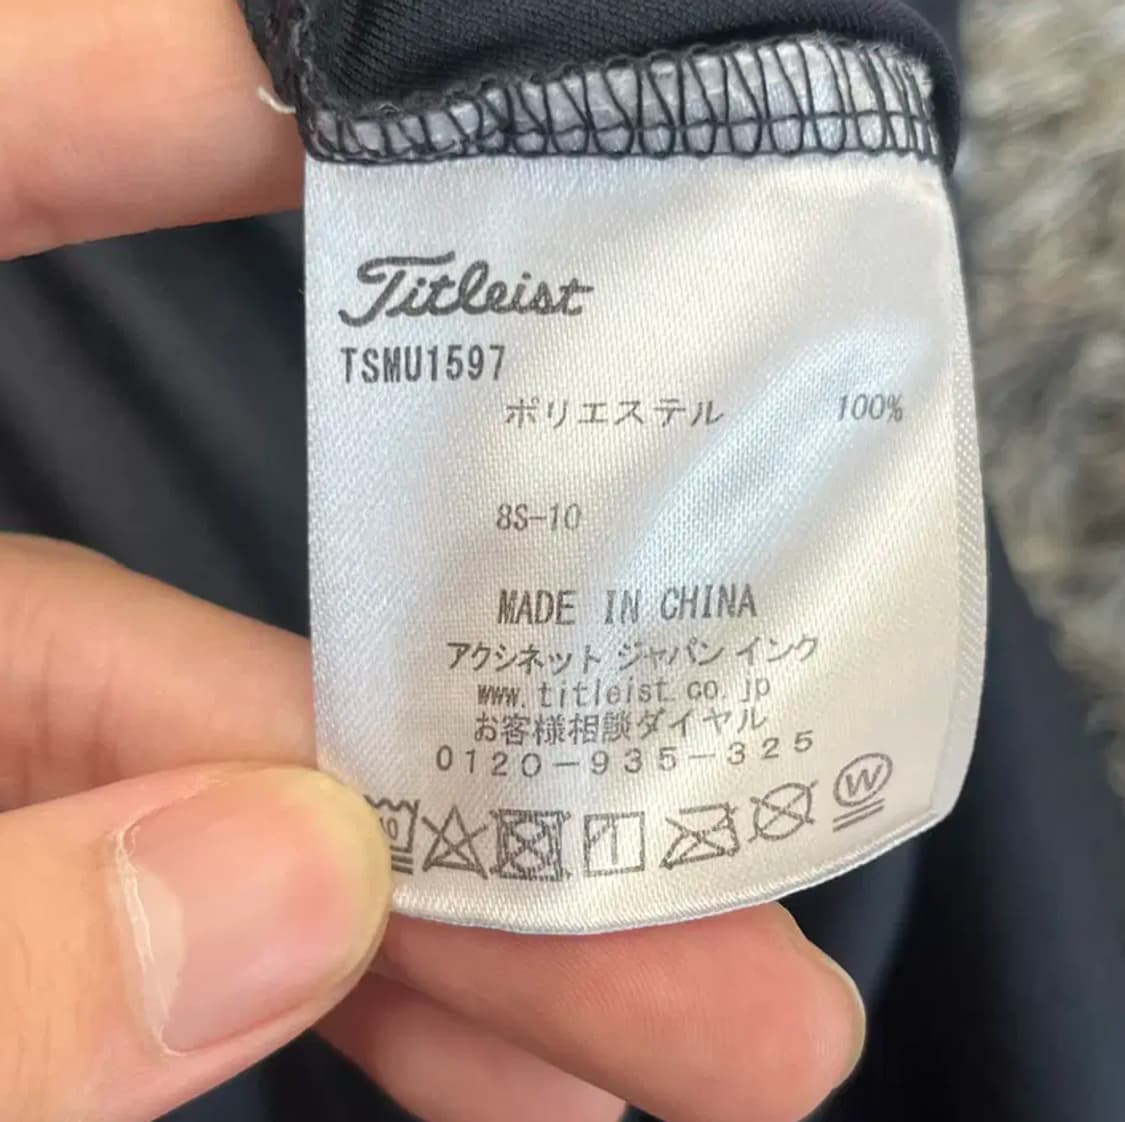 Titleist
TSMU1597
ポリエステル 100%
8S-10
MADE IN CHINA
アクシネット ジャパン インク
www.titleist.co.jp
お客様相談ダイヤル
0120-935-325
W